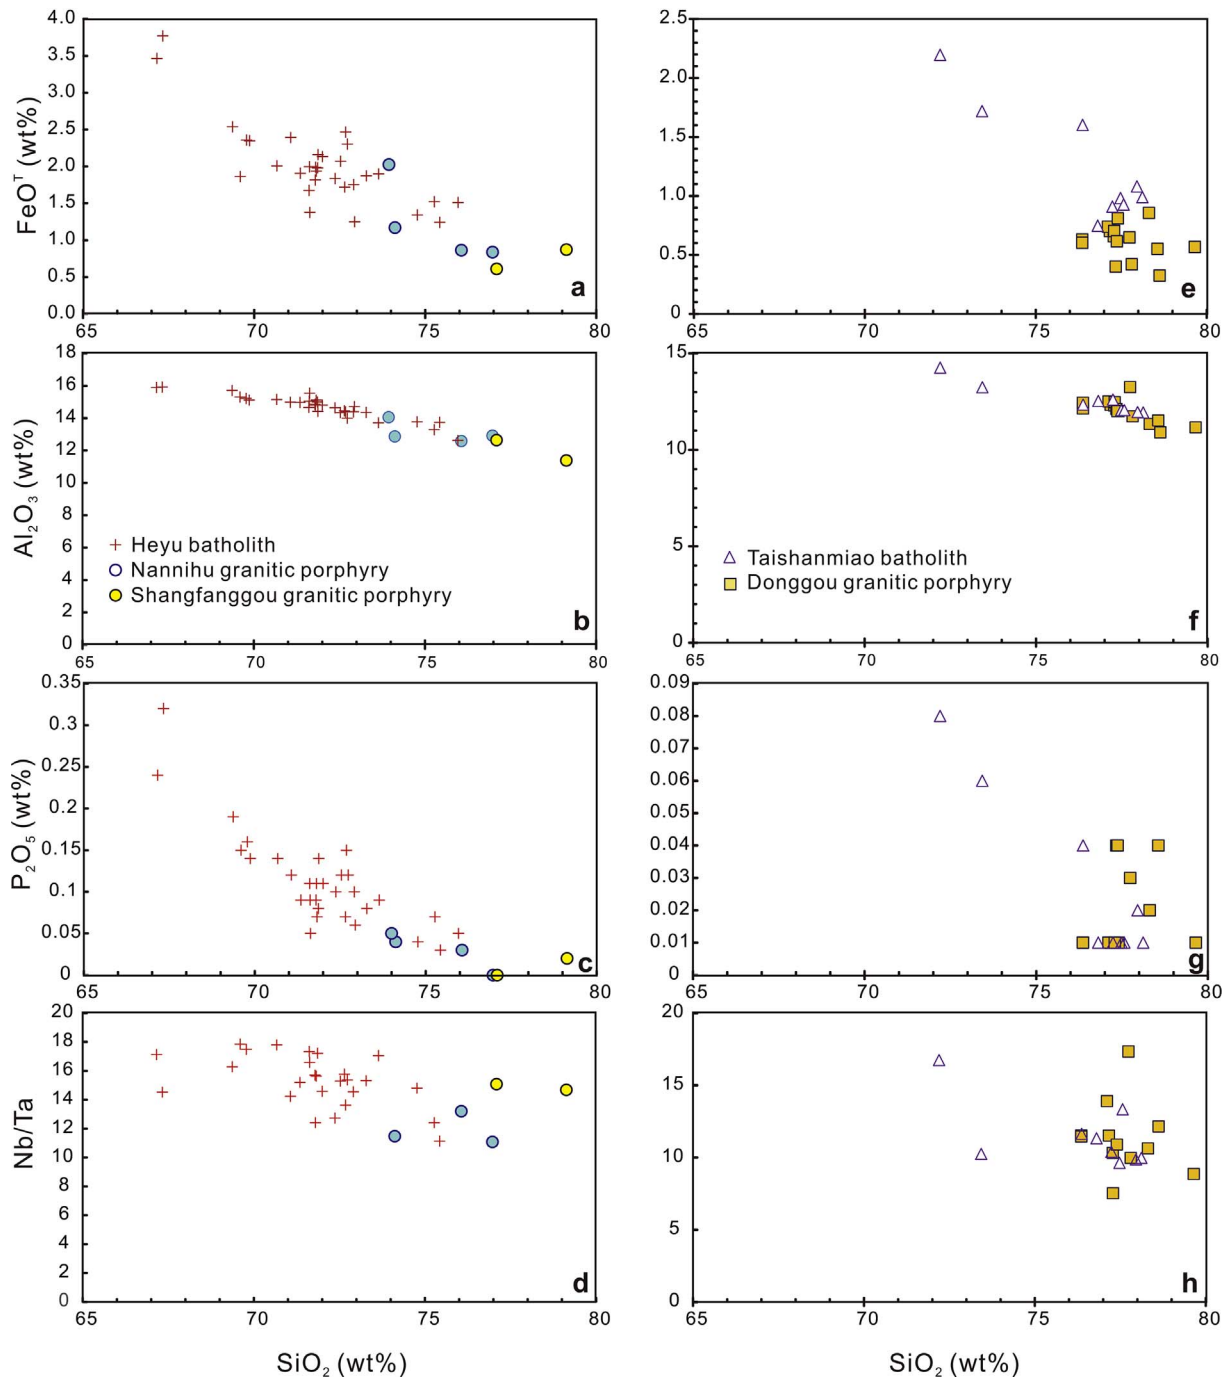 4.0
3.5
3.0
2.5
2.0
1.5
1.0
0.5
0.0
FeOᵀ (wt%)
a
65 70 75 80
2.5
2.0
1.5
1.0
0.5
0
e
65 70 75 80
18
16
14
12
10
8
6
4
2
0
Al₂O₃ (wt%)
Heyu batholith
Nannihu granitic porphyry
Shangfanggou granitic porphyry
b
65 70 75 80
15
10
5
0
Taishanmiao batholith
Donggou granitic porphyry
f
65 70 75 80
0.35
0.3
0.25
0.2
0.15
0.1
0.05
0
P₂O₅ (wt%)
c
65 70 75 80
0.09
0.08
0.07
0.06
0.05
0.04
0.03
0.02
0.01
0
g
65 70 75 80
20
18
16
14
12
10
8
6
4
2
0
Nb/Ta
d
65 70 75 80
SiO₂ (wt%)
20
15
10
5
0
h
65 70 75 80
SiO₂ (wt%)